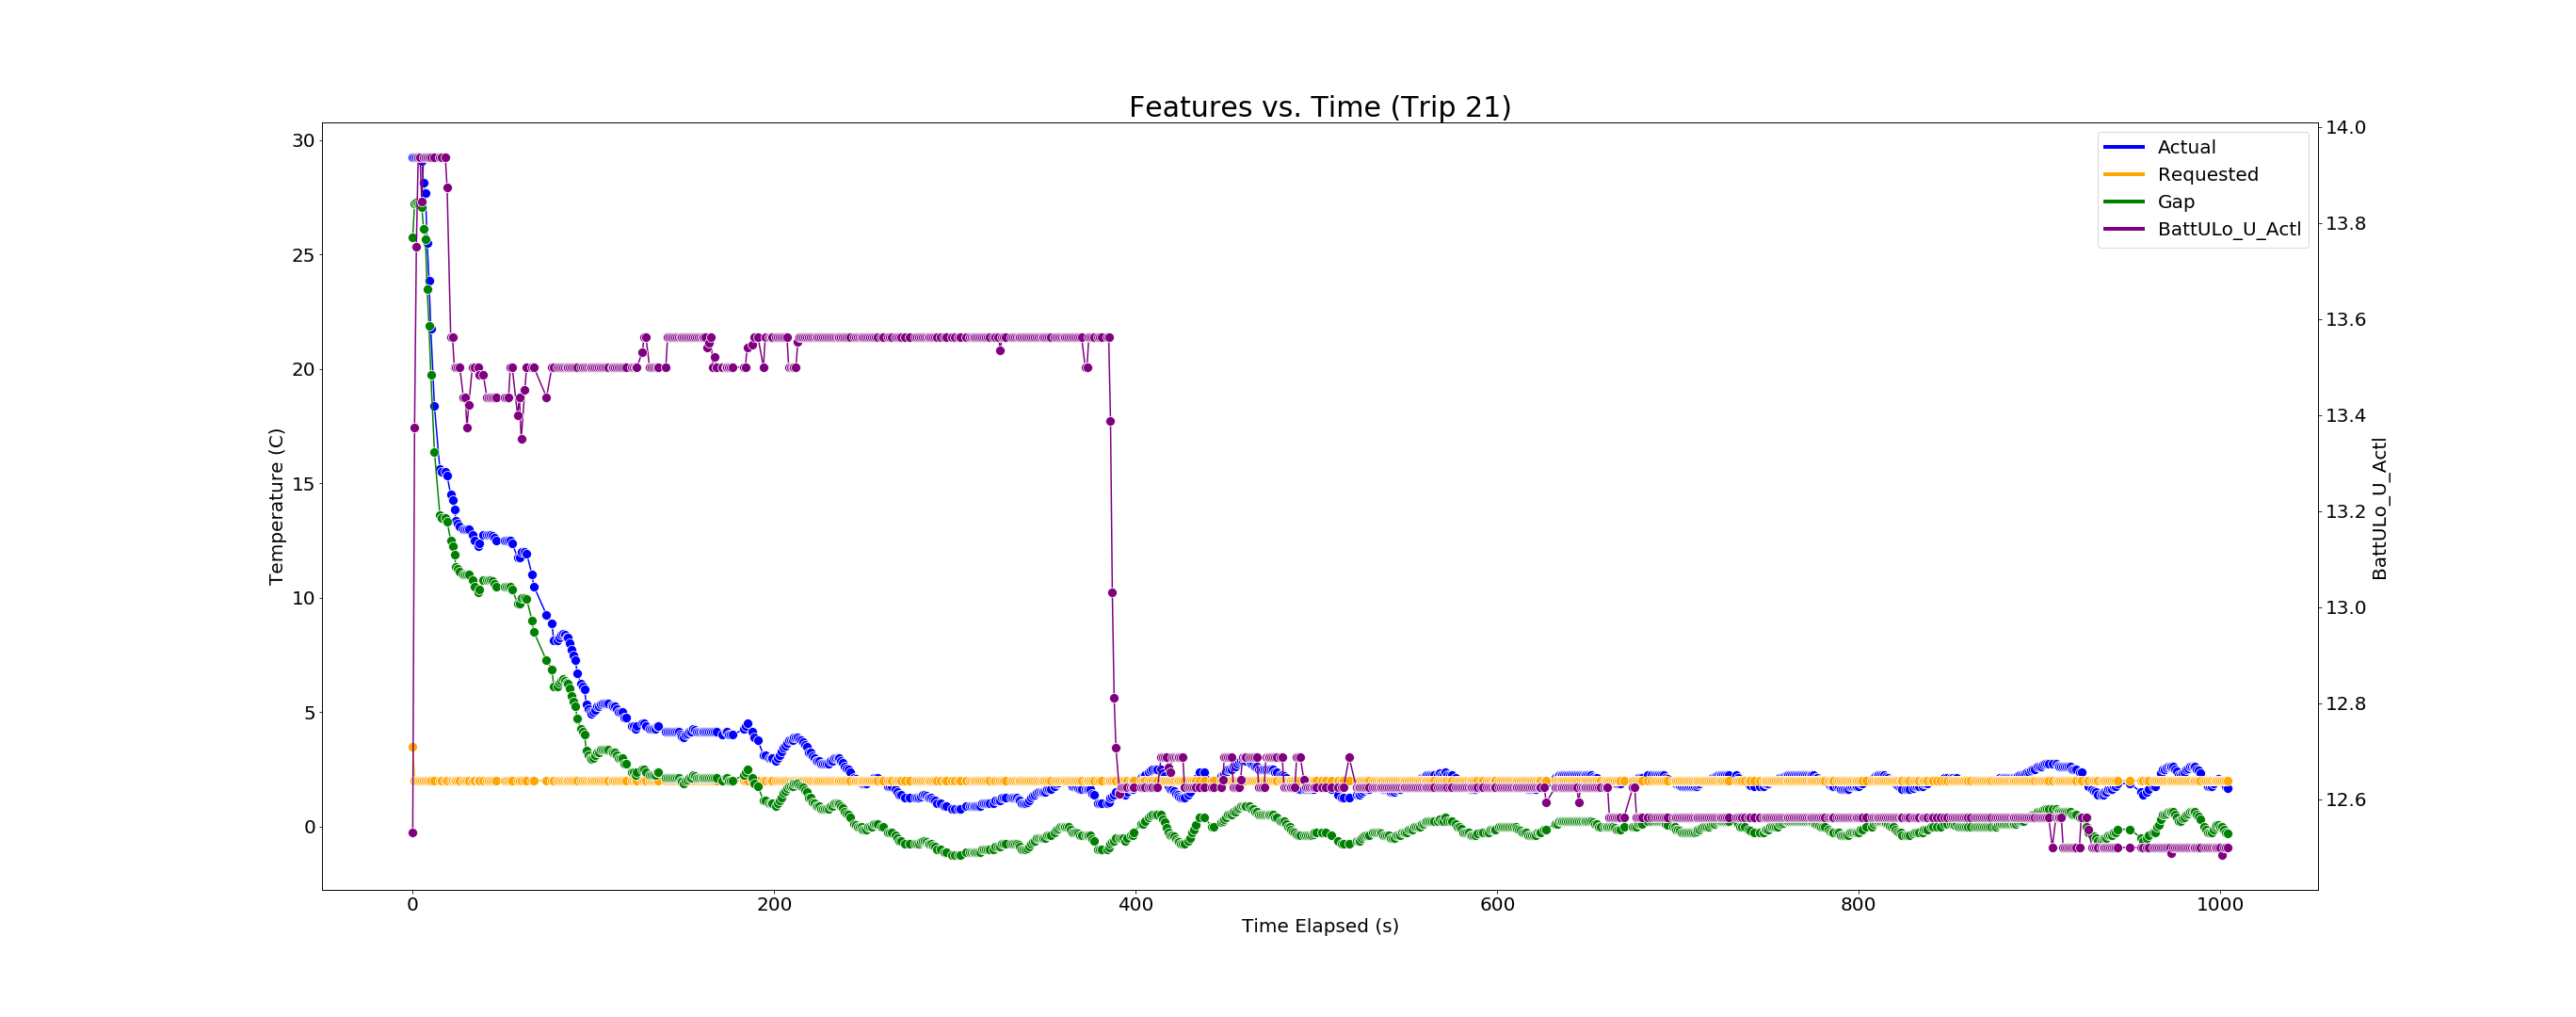 Features vs. Time (Trip 21)
30
25
20
15
10
5
0
Temperature (C)
14.0
13.8
13.6
13.4
13.2
13.0
12.8
12.6
BattULo_U_Actl
Actual
Requested
Gap
BattULo_U_Actl
0
200
400
600
800
1000
Time Elapsed (s)